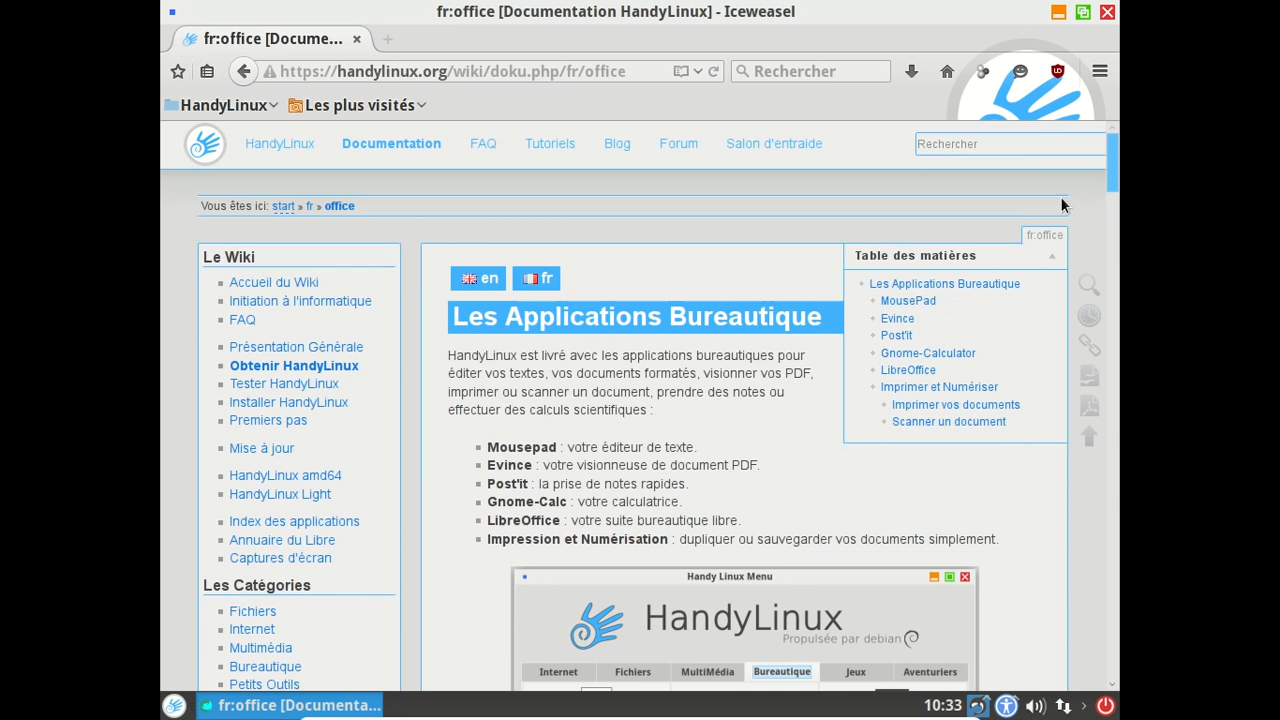 fr:office [Documentation HandyLinux] - Iceweasel
fr:office [Docume...
https://handylinux.org/wiki/doku.php/fr/office
Rechercher
HandyLinux
Les plus visités
HandyLinux
Documentation
FAQ
Tutoriels
Blog
Forum
Salon d'entraide
Rechercher
Vous êtes ici: start » fr » office
fr:office
Le Wiki
Accueil du Wiki
Initiation à l'informatique
FAQ
Présentation Générale
Obtenir HandyLinux
Tester HandyLinux
Installer HandyLinux
Premiers pas
Mise à jour
HandyLinux amd64
HandyLinux Light
Index des applications
Annuaire du Libre
Captures d'écran
Les Catégories
Fichiers
Internet
Multimédia
Bureautique
Petits Outils
en
fr
Les Applications Bureautique
HandyLinux est livré avec les applications bureautiques pour
éditer vos textes, vos documents formatés, visionner vos PDF,
imprimer ou scanner un document, prendre des notes ou
effectuer des calculs scientifiques :
Mousepad : votre éditeur de texte.
Evince : votre visionneuse de document PDF.
Post'it : la prise de notes rapides.
Gnome-Calc : votre calculatrice.
LibreOffice : votre suite bureautique libre.
Impression et Numérisation : dupliquer ou sauvegarder vos documents simplement.
Table des matières
Les Applications Bureautique
MousePad
Evince
Post'it
Gnome-Calculator
LibreOffice
Imprimer et Numériser
Imprimer vos documents
Scanner un document
Handy Linux Menu
HandyLinux
Propulsée par debian
Internet
Fichiers
MultiMédia
Bureautique
Jeux
Aventuriers
fr:office [Documenta...
10:33